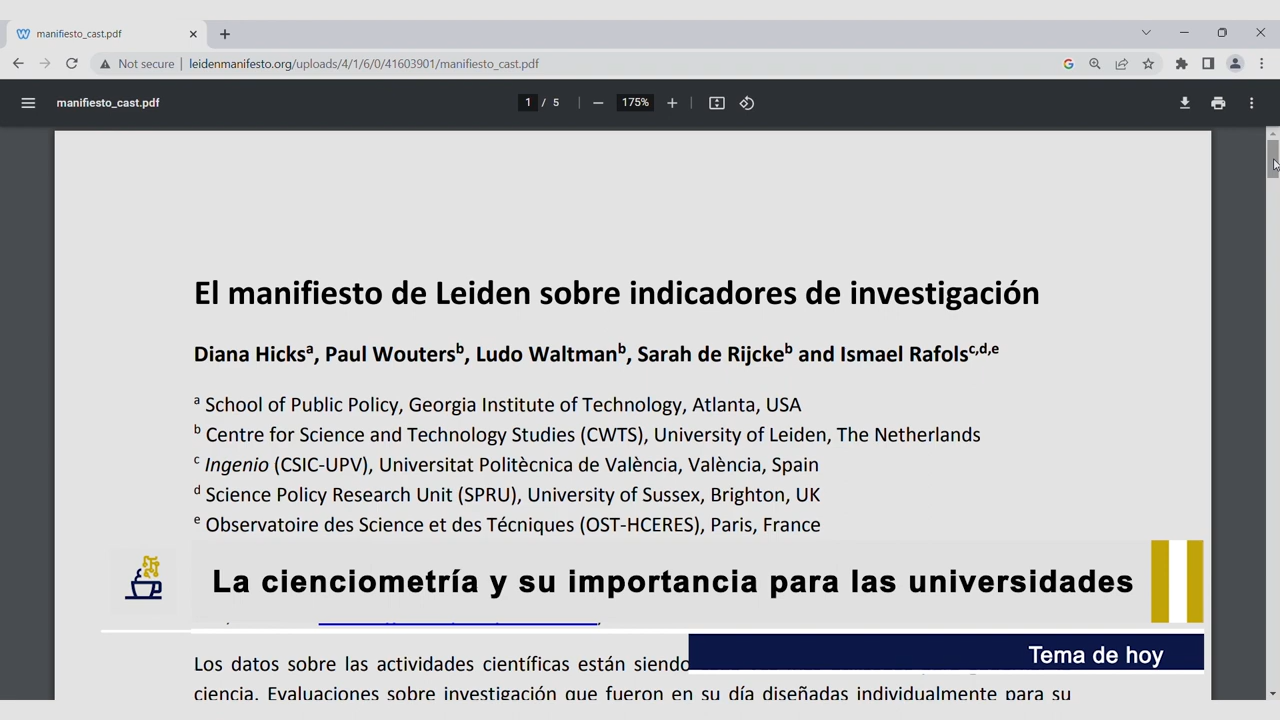 manifiesto_cast.pdf
Not secure | leidenmanifesto.org/uploads/4/1/6/0/41603901/manifiesto_cast.pdf
manifiesto_cast.pdf
1 / 5
175%
El manifiesto de Leiden sobre indicadores de investigación
Diana Hicksa, Paul Woutersb, Ludo Waltmanb, Sarah de Rijckeb and Ismael Rafolsc,d,e
a School of Public Policy, Georgia Institute of Technology, Atlanta, USA
b Centre for Science and Technology Studies (CWTS), University of Leiden, The Netherlands
c Ingenio (CSIC-UPV), Universitat Politècnica de València, València, Spain
d Science Policy Research Unit (SPRU), University of Sussex, Brighton, UK
e Observatoire des Science et des Técniques (OST-HCERES), Paris, France
La cienciometría y su importancia para las universidades
Tema de hoy
Los datos sobre las actividades científicas están siendo
ciencia. Evaluaciones sobre investigación que fueron en su día diseñadas individualmente para su